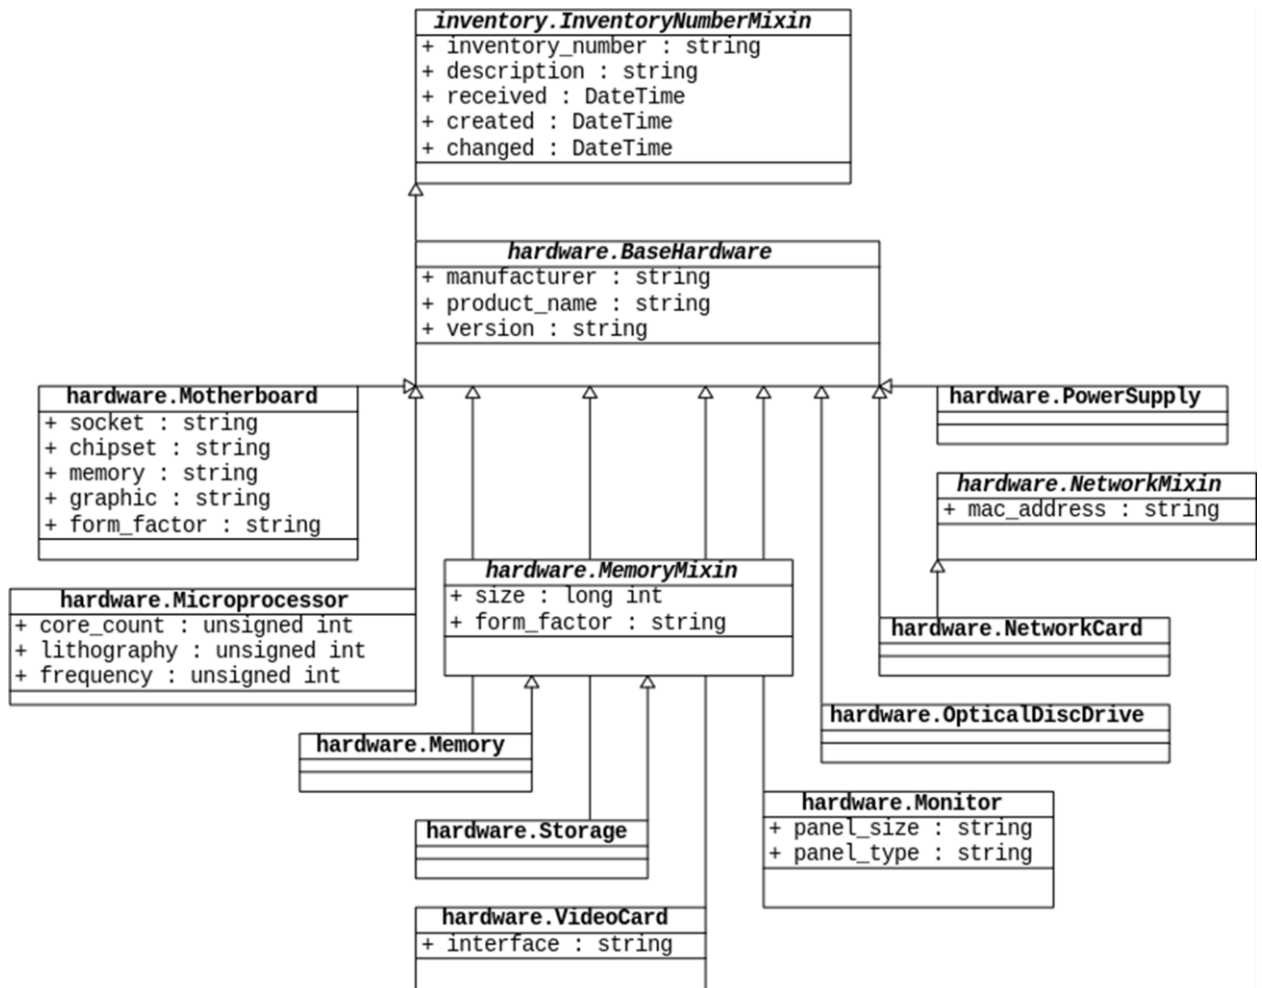 inventory.InventoryNumberMixin
+ inventory_number : string
+ description : string
+ received : DateTime
+ created : DateTime
+ changed : DateTime
hardware.BaseHardware
+ manufacturer : string
+ product_name : string
+ version : string
hardware.Motherboard
+ socket : string
+ chipset : string
+ memory : string
+ graphic : string
+ form_factor : string
hardware.PowerSupply
hardware.NetworkMixin
+ mac_address : string
hardware.MemoryMixin
+ size : long int
+ form_factor : string
hardware.Microprocessor
+ core_count : unsigned int
+ lithography : unsigned int
+ frequency : unsigned int
hardware.NetworkCard
hardware.OpticalDiscDrive
hardware.Memory
hardware.Monitor
+ panel_size : string
+ panel_type : string
hardware.Storage
hardware.VideoCard
+ interface : string